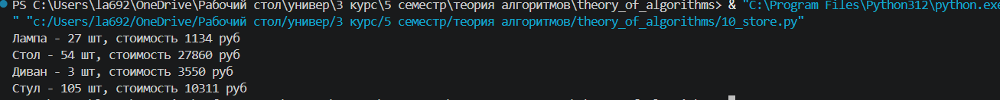 PS C:\Users\la692\OneDrive\Рабочий стол\универ\3 курс\5 семестр\теория алгоритмов\theory_of_algorithms> & "C:\Program Files\Python312\python.exe
" "c:/Users/la692/OneDrive/Рабочий стол/универ/3 курс/5 семестр/теория алгоритмов/theory_of_algorithms/10_store.py"
Лампа - 27 шт, стоимость 1134 руб
Стол - 54 шт, стоимость 27860 руб
Диван - 3 шт, стоимость 3550 руб
Стул - 105 шт, стоимость 10311 руб